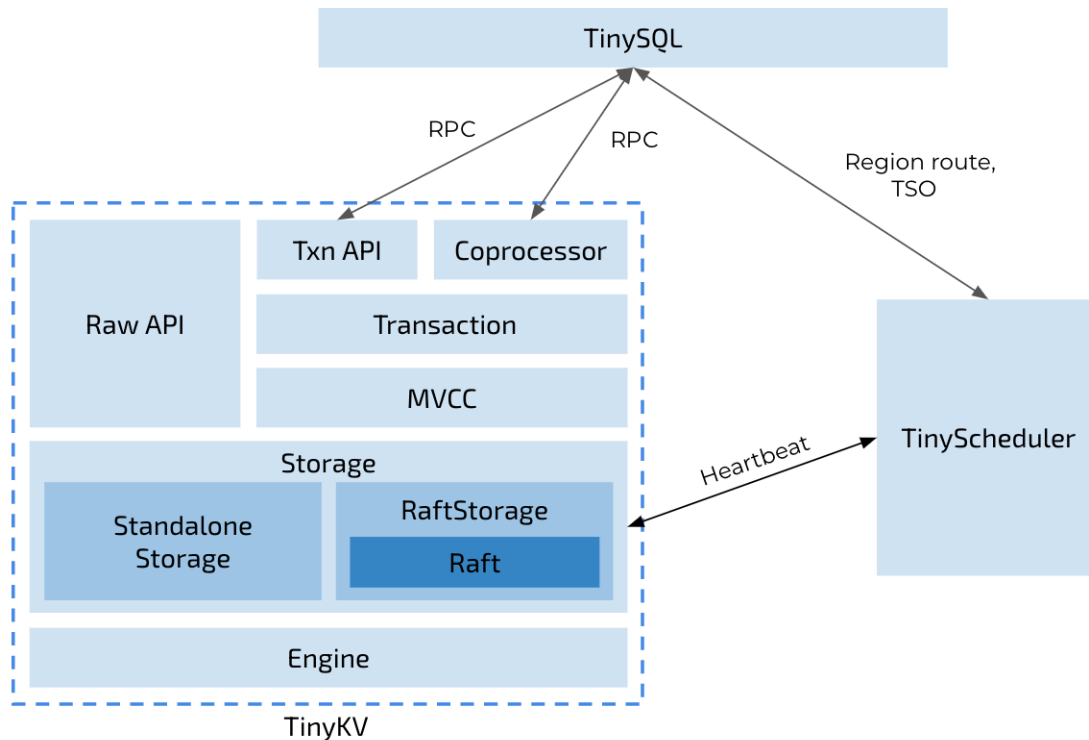 TinySQL
RPC
RPC
Region route,
TSO
Txn API
Coprocessor
Raw API
Transaction
MVCC
TinyScheduler
Heartbeat
Storage
Standalone
Storage
RaftStorage
Raft
Engine
TinyKV